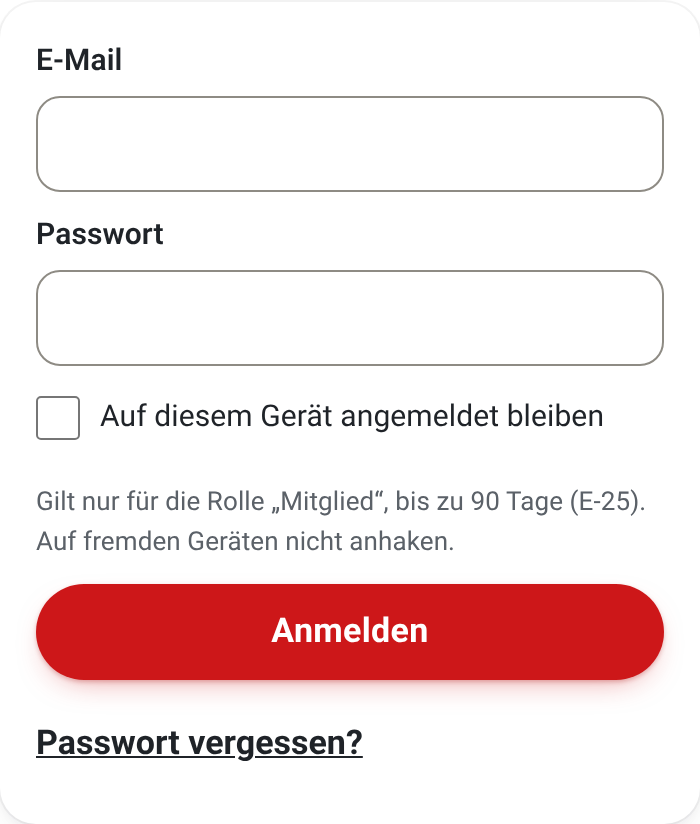 E-Mail
Passwort
Auf diesem Gerät angemeldet bleiben
Gilt nur für die Rolle „Mitglied“, bis zu 90 Tage (E-25).
Auf fremden Geräten nicht anhaken.
Anmelden
Passwort vergessen?